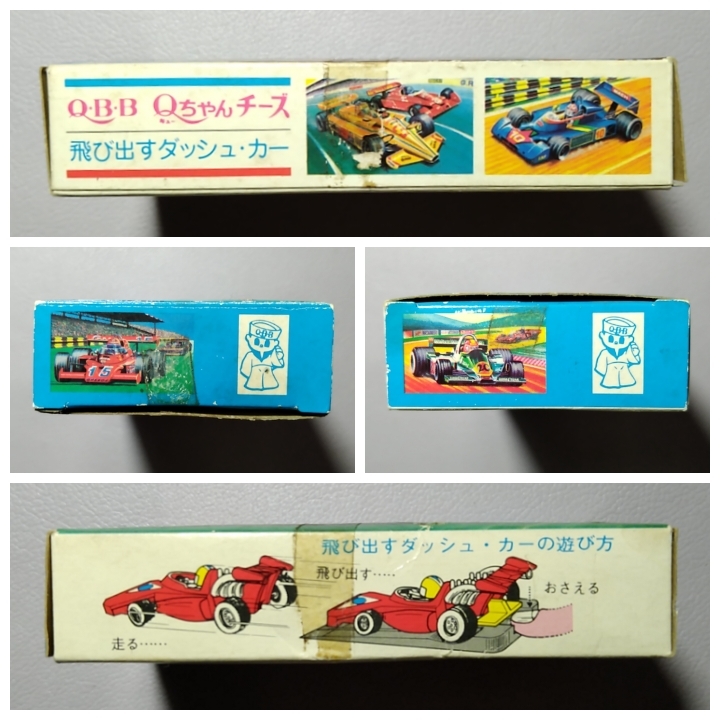 Q・B・B Qちゃんチーズ
飛び出すダッシュ・カー
15
飛び出すダッシュ・カーの遊び方
飛び出す……
おさえる
走る……